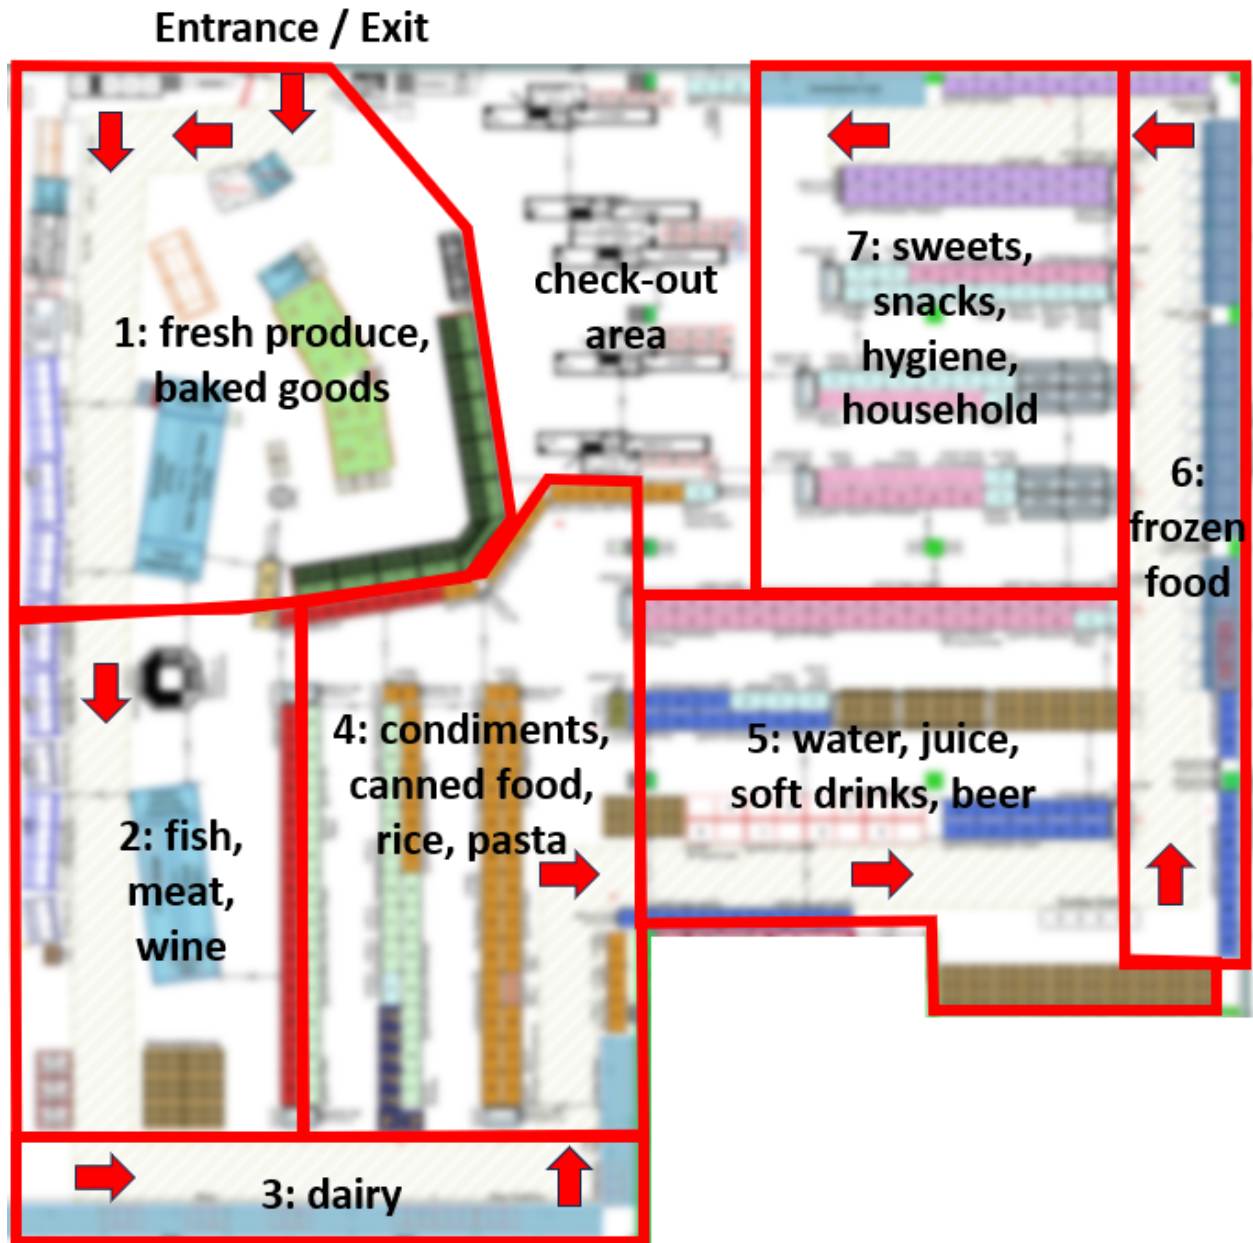 Entrance / Exit
check-out
area
1: fresh produce,
baked goods
7: sweets,
snacks,
hygiene,
household
6:
frozen
food
4: condiments,
canned food,
rice, pasta
5: water, juice,
soft drinks, beer
2: fish,
meat,
wine
3: dairy